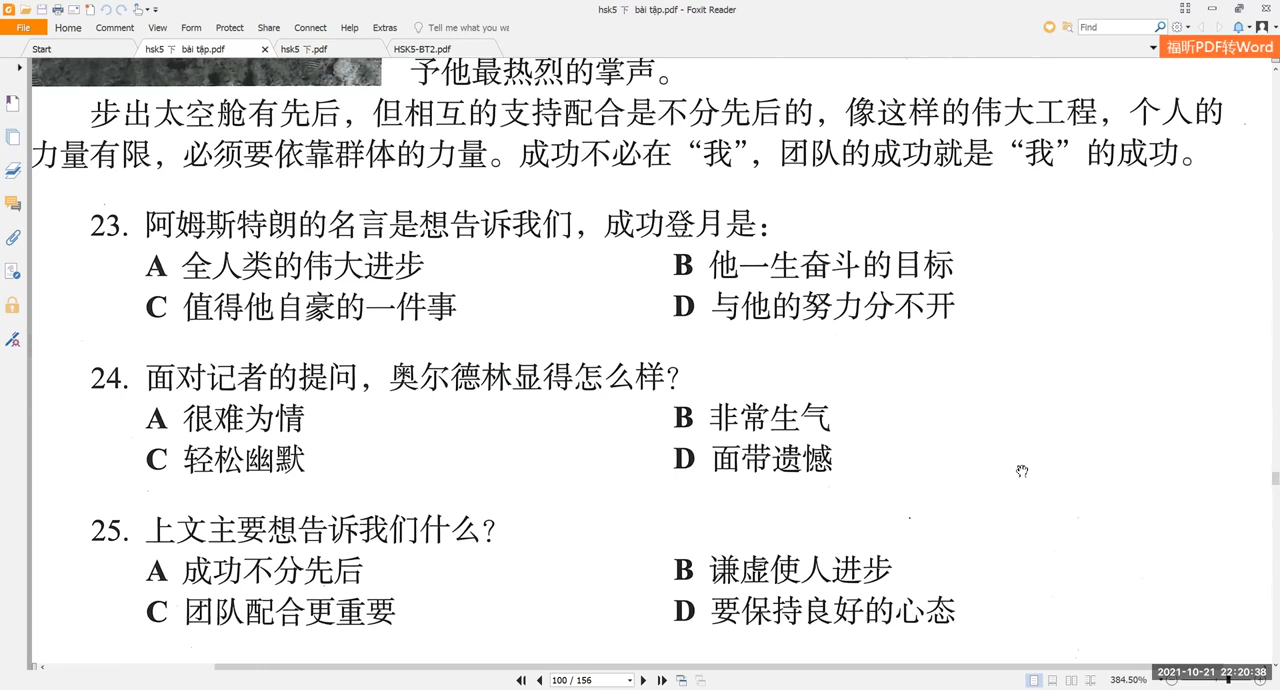 hsk5 下 bài tập.pdf - Foxit Reader
File Home Comment View Form Protect Share Connect Help Extras Tell me what you wa Find
Start hsk5 下 bài tập.pdf hsk5 下.pdf HSK5-BT2.pdf 福昕PDF转Word
予他最热烈的掌声。
步出太空舱有先后，但相互的支持配合是不分先后的，像这样的伟大工程，个人的
力量有限，必须要依靠群体的力量。成功不必在“我”，团队的成功就是“我”的成功。
23. 阿姆斯特朗的名言是想告诉我们，成功登月是：
A 全人类的伟大进步 B 他一生奋斗的目标
C 值得他自豪的一件事 D 与他的努力分不开
24. 面对记者的提问，奥尔德林显得怎么样？
A 很难为情 B 非常生气
C 轻松幽默 D 面带遗憾
25. 上文主要想告诉我们什么？
A 成功不分先后 B 谦虚使人进步
C 团队配合更重要 D 要保持良好的心态
2021-10-21 22:20:38
100 / 156 384.50%